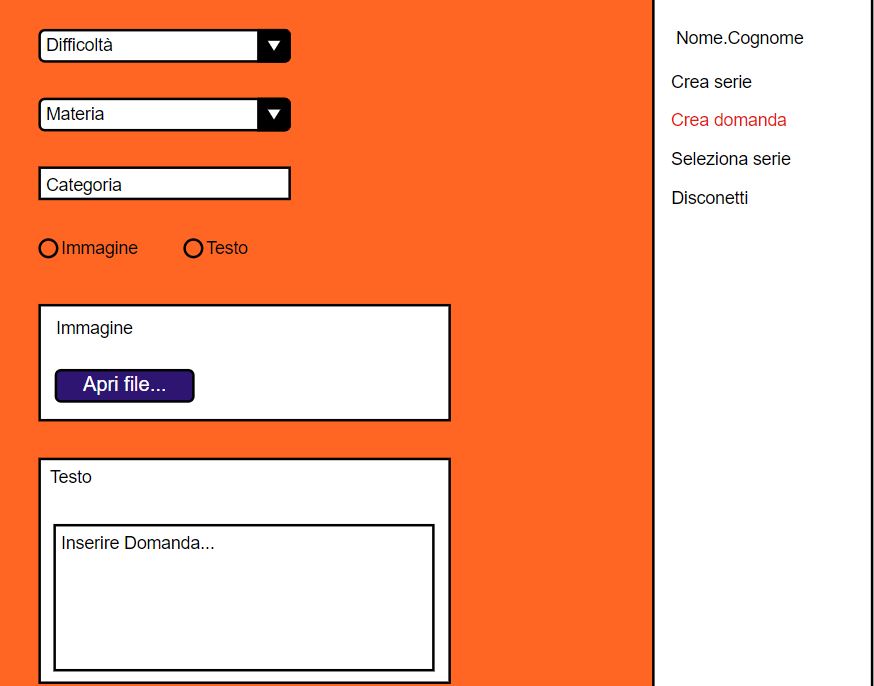 Difficoltà
Materia
Categoria
Immagine
Testo
Immagine
Apri file...
Testo
Inserire Domanda...
Nome.Cognome
Crea serie
Crea domanda
Seleziona serie
Disconetti